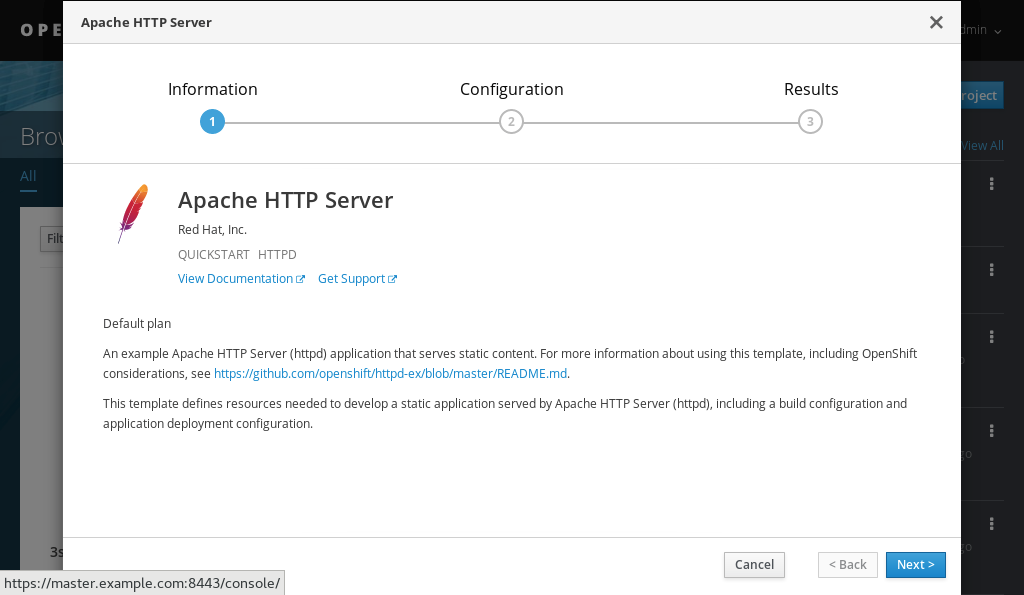 Apache HTTP Server
OPE
dmin
Information
Configuration
Results
1
2
3
roject
Brow
View All
All
Apache HTTP Server
Red Hat, Inc.
QUICKSTART HTTPD
View Documentation Get Support
Filt
Default plan
An example Apache HTTP Server (httpd) application that serves static content. For more information about using this template, including OpenShift
considerations, see https://github.com/openshift/httpd-ex/blob/master/README.md.
This template defines resources needed to develop a static application served by Apache HTTP Server (httpd), including a build configuration and
application deployment configuration.
go
go
3s
Cancel
< Back
Next >
https://master.example.com:8443/console/